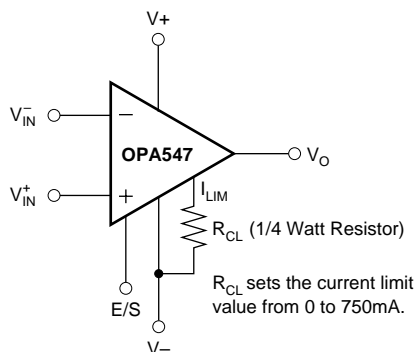 V+
V−IN
−
OPA547
VO
V+IN
+
ILIM
RCL (1/4 Watt Resistor)
RCL sets the current limit
value from 0 to 750mA.
E/S
V−